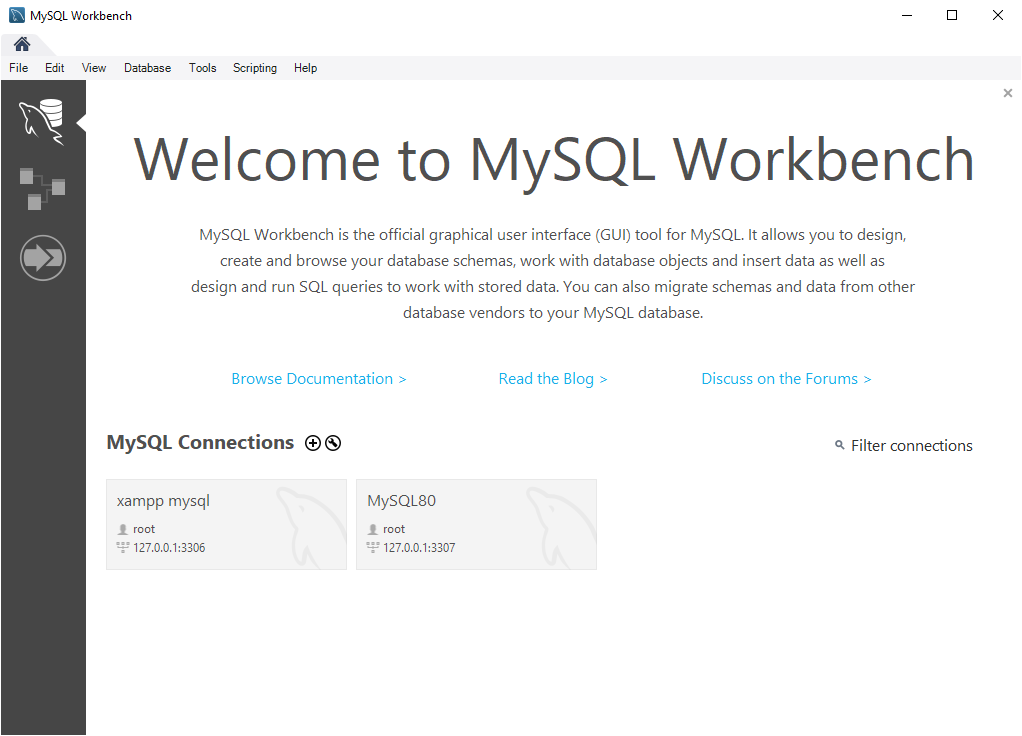 MySQL Workbench
File Edit View Database Tools Scripting Help
Welcome to MySQL Workbench
MySQL Workbench is the official graphical user interface (GUI) tool for MySQL. It allows you to design,
create and browse your database schemas, work with database objects and insert data as well as
design and run SQL queries to work with stored data. You can also migrate schemas and data from other
database vendors to your MySQL database.
Browse Documentation > Read the Blog > Discuss on the Forums >
MySQL Connections Filter connections
xampp mysql
root
127.0.0.1:3306
MySQL80
root
127.0.0.1:3307